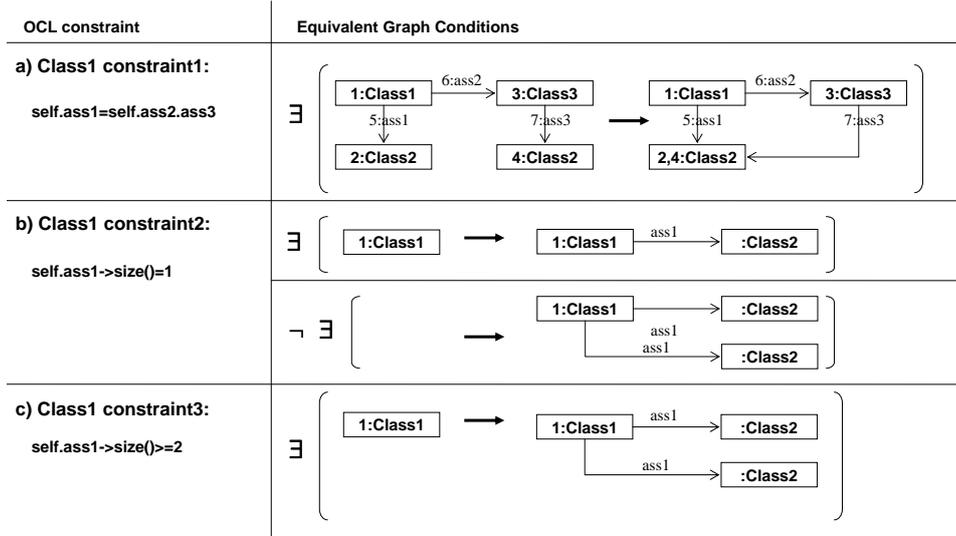 OCL constraint
Equivalent Graph Conditions
a) Class1 constraint1:
self.ass1=self.ass2.ass3
∃
1:Class1
6:ass2
3:Class3
5:ass1
7:ass3
2:Class2
4:Class2
1:Class1
6:ass2
3:Class3
5:ass1
7:ass3
2,4:Class2
b) Class1 constraint2:
self.ass1->size()=1
∃
1:Class1
1:Class1
ass1
:Class2
¬ ∃
1:Class1
:Class2
ass1
ass1
:Class2
c) Class1 constraint3:
self.ass1->size()>=2
∃
1:Class1
1:Class1
ass1
:Class2
ass1
:Class2